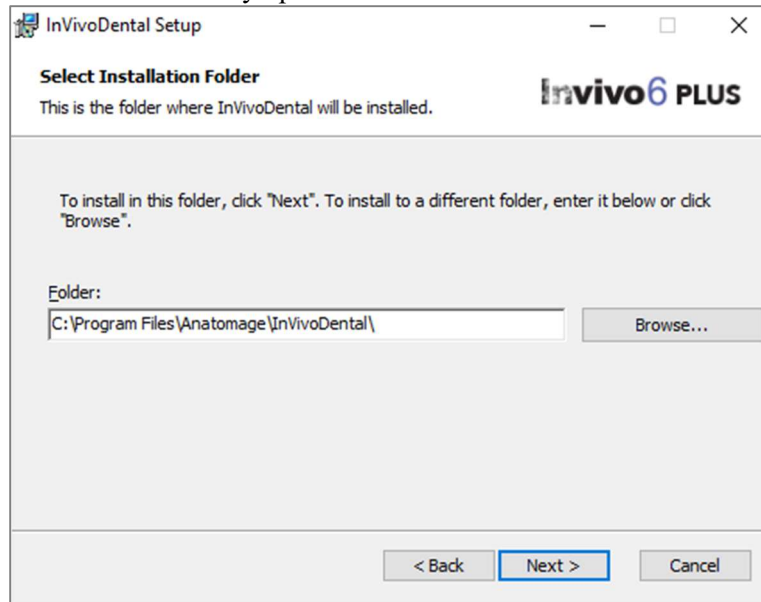 InVivoDental Setup
Select Installation Folder
This is the folder where InVivoDental will be installed.
Invivo6 PLUS
To install in this folder, click "Next". To install to a different folder, enter it below or click
"Browse".
Folder:
C:\Program Files\Anatomage\InVivoDental\
Browse...
< Back
Next >
Cancel